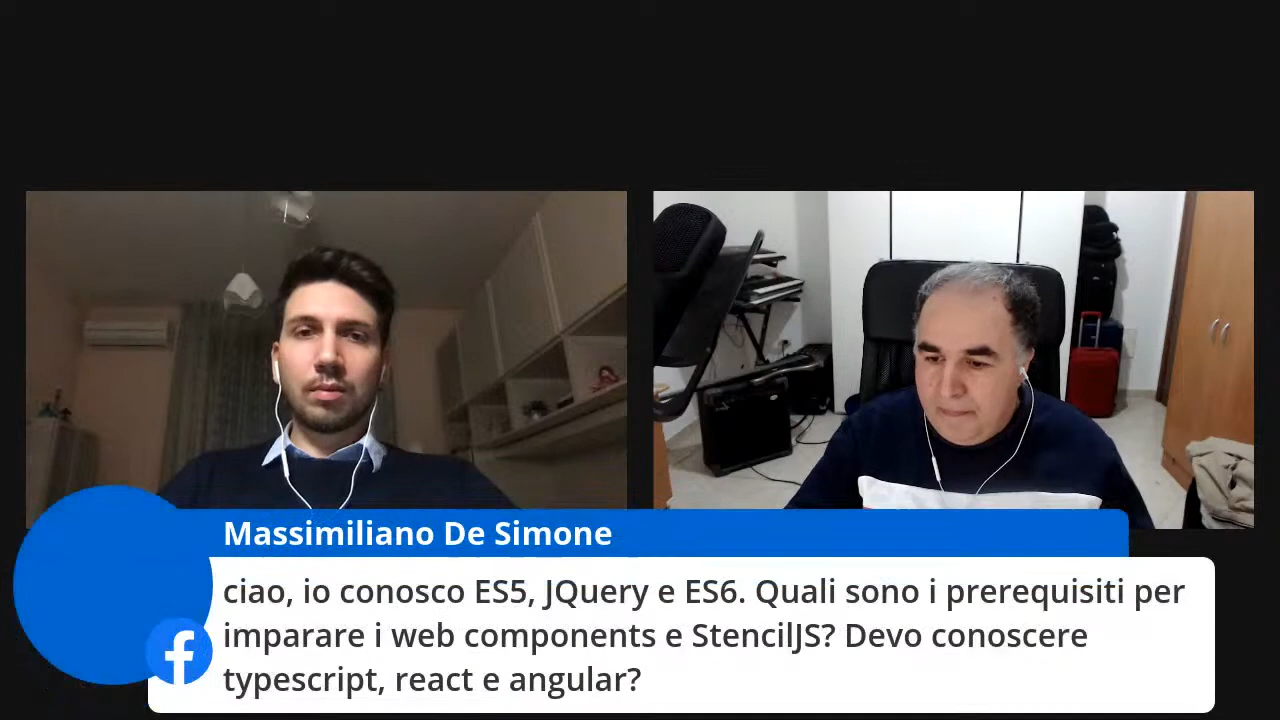 Massimiliano De Simone
ciao, io conosco ES5, JQuery e ES6. Quali sono i prerequisiti per
imparare i web components e StencilJS? Devo conoscere
typescript, react e angular?